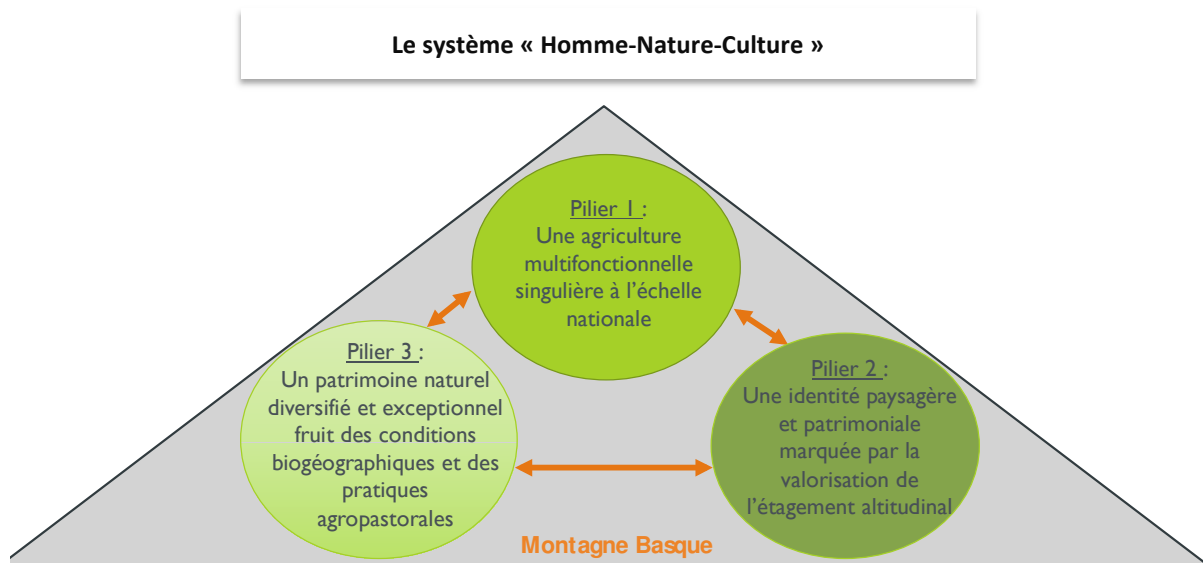 Le système « Homme-Nature-Culture »
Pilier 1 :
Une agriculture
multifonctionnelle
singulière à l’échelle
nationale
Pilier 3 :
Un patrimoine naturel
diversifié et exceptionnel
fruit des conditions
biogéographiques et des
pratiques
agropastorales
Pilier 2 :
Une identité paysagère
et patrimoniale
marquée par la
valorisation de
l’étagement altitudinal
Montagne Basque